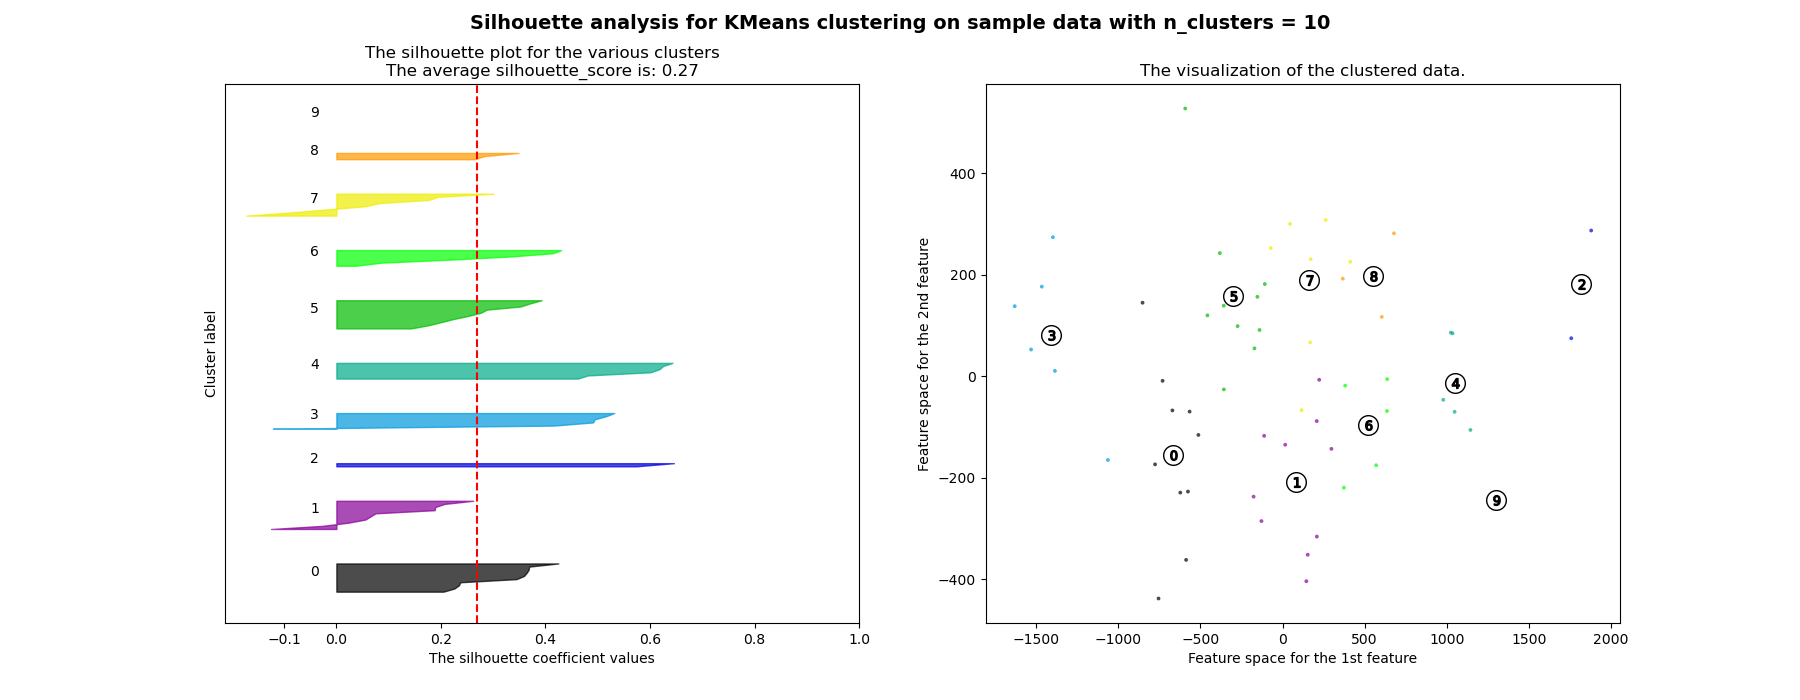 Silhouette analysis for KMeans clustering on sample data with n_clusters = 10
The silhouette plot for the various clusters
The average silhouette_score is: 0.27
9
8
7
6
5
4
3
2
1
0
Cluster label
−0.1 0.0 0.2 0.4 0.6 0.8 1.0
The silhouette coefficient values
The visualization of the clustered data.
400
200
0
−200
−400
Feature space for the 2nd feature
7
8
2
5
3
4
6
0
1
9
−1500 −1000 −500 0 500 1000 1500 2000
Feature space for the 1st feature